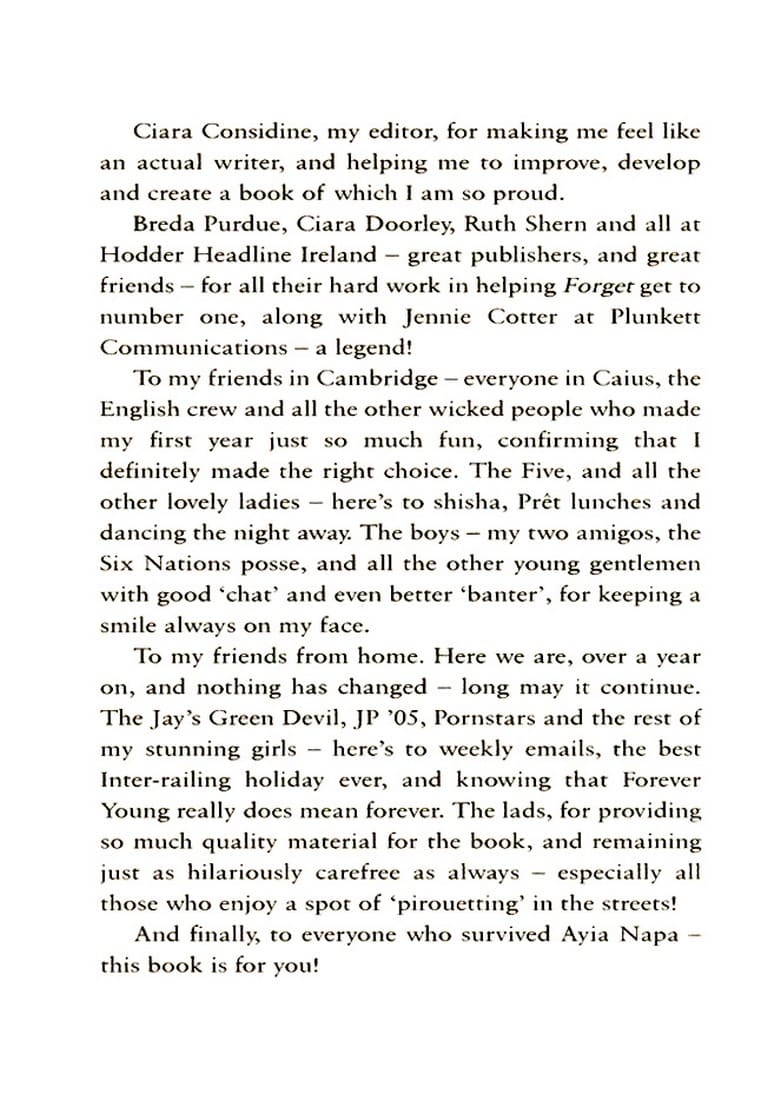 Ciara Considine, my editor, for making me feel like
an actual writer, and helping me to improve, develop
and create a book of which I am so proud.
Breda Purdue, Ciara Doorley, Ruth Shern and all at
Hodder Headline Ireland – great publishers, and great
friends – for all their hard work in helping Forget get to
number one, along with Jennie Cotter at Plunkett
Communications – a legend!
To my friends in Cambridge – everyone in Caius, the
English crew and all the other wicked people who made
my first year just so much fun, confirming that I
definitely made the right choice. The Five, and all the
other lovely ladies – here's to shisha, Prêt lunches and
dancing the night away. The boys – my two amigos, the
Six Nations posse, and all the other young gentlemen
with good ‘chat’ and even better ‘banter’, for keeping a
smile always on my face.
To my friends from home. Here we are, over a year
on, and nothing has changed – long may it continue.
The Jay's Green Devil, JP ’05, Pornstars and the rest of
my stunning girls – here's to weekly emails, the best
Inter-railing holiday ever, and knowing that Forever
Young really does mean forever. The lads, for providing
so much quality material for the book, and remaining
just as hilariously carefree as always – especially all
those who enjoy a spot of ‘pirouetting’ in the streets!
And finally, to everyone who survived Ayia Napa –
this book is for you!